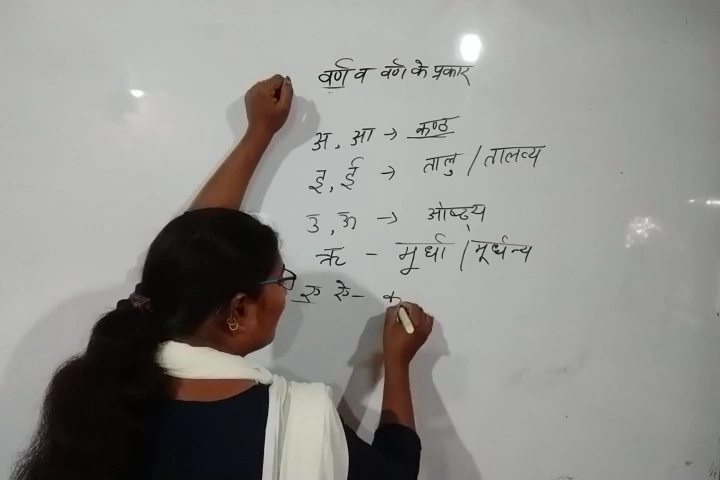 वर्ण व वर्ण के प्रकार
अ, आ → कण्ठ
इ, ई → तालु / तालव्य
उ, ऊ → ओष्ठ्य
ऋ - मूर्धा / मूर्धन्य
ए ऐ - क